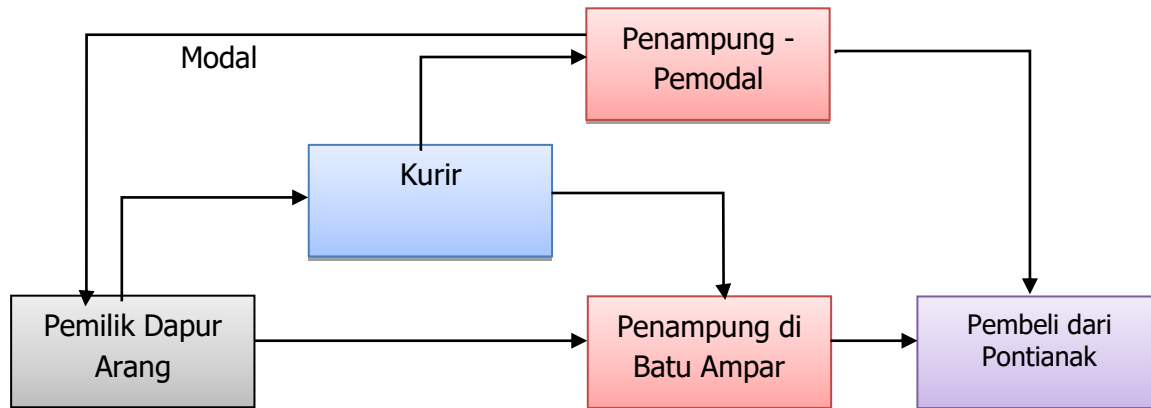 Penampung -
Pemodal
Modal
Kurir
Pemilik Dapur
Arang
Penampung di
Batu Ampar
Pembeli dari
Pontianak